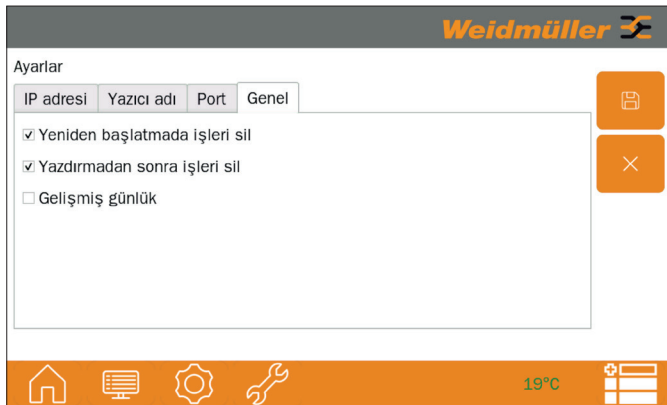 Weidmüller
Ayarlar
IP adresi Yazıcı adı Port Genel
Yeniden başlatmada işleri sil
Yazdırmadan sonra işleri sil
Gelişmiş günlük
19°C